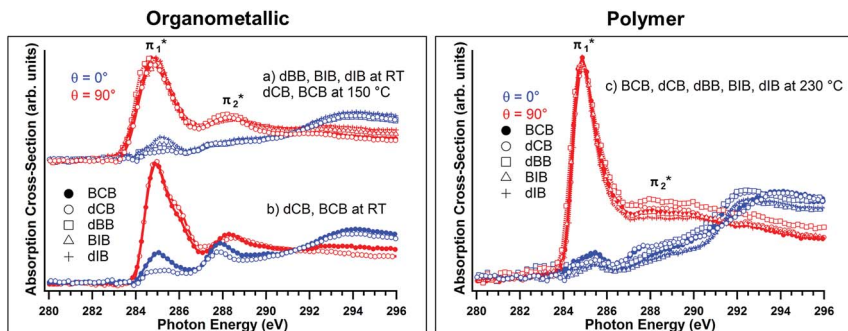 Organometallic
Absorption Cross-Section (arb. units)
π1*
θ = 0°
θ = 90°
a) dBB, BIB, dIB at RT
dCB, BCB at 150 °C
π2*
BCB
dCB
dBB
BIB
dIB
b) dCB, BCB at RT
280 282 284 286 288 290 292 294 296
Photon Energy (eV)
Polymer
Absorption Cross-Section (arb. units)
π1*
θ = 0°
θ = 90°
c) BCB, dCB, dBB, BIB, dIB at 230 °C
BCB
dCB
dBB
BIB
dIB
π2*
280 282 284 286 288 290 292 294 296
Photon Energy (eV)